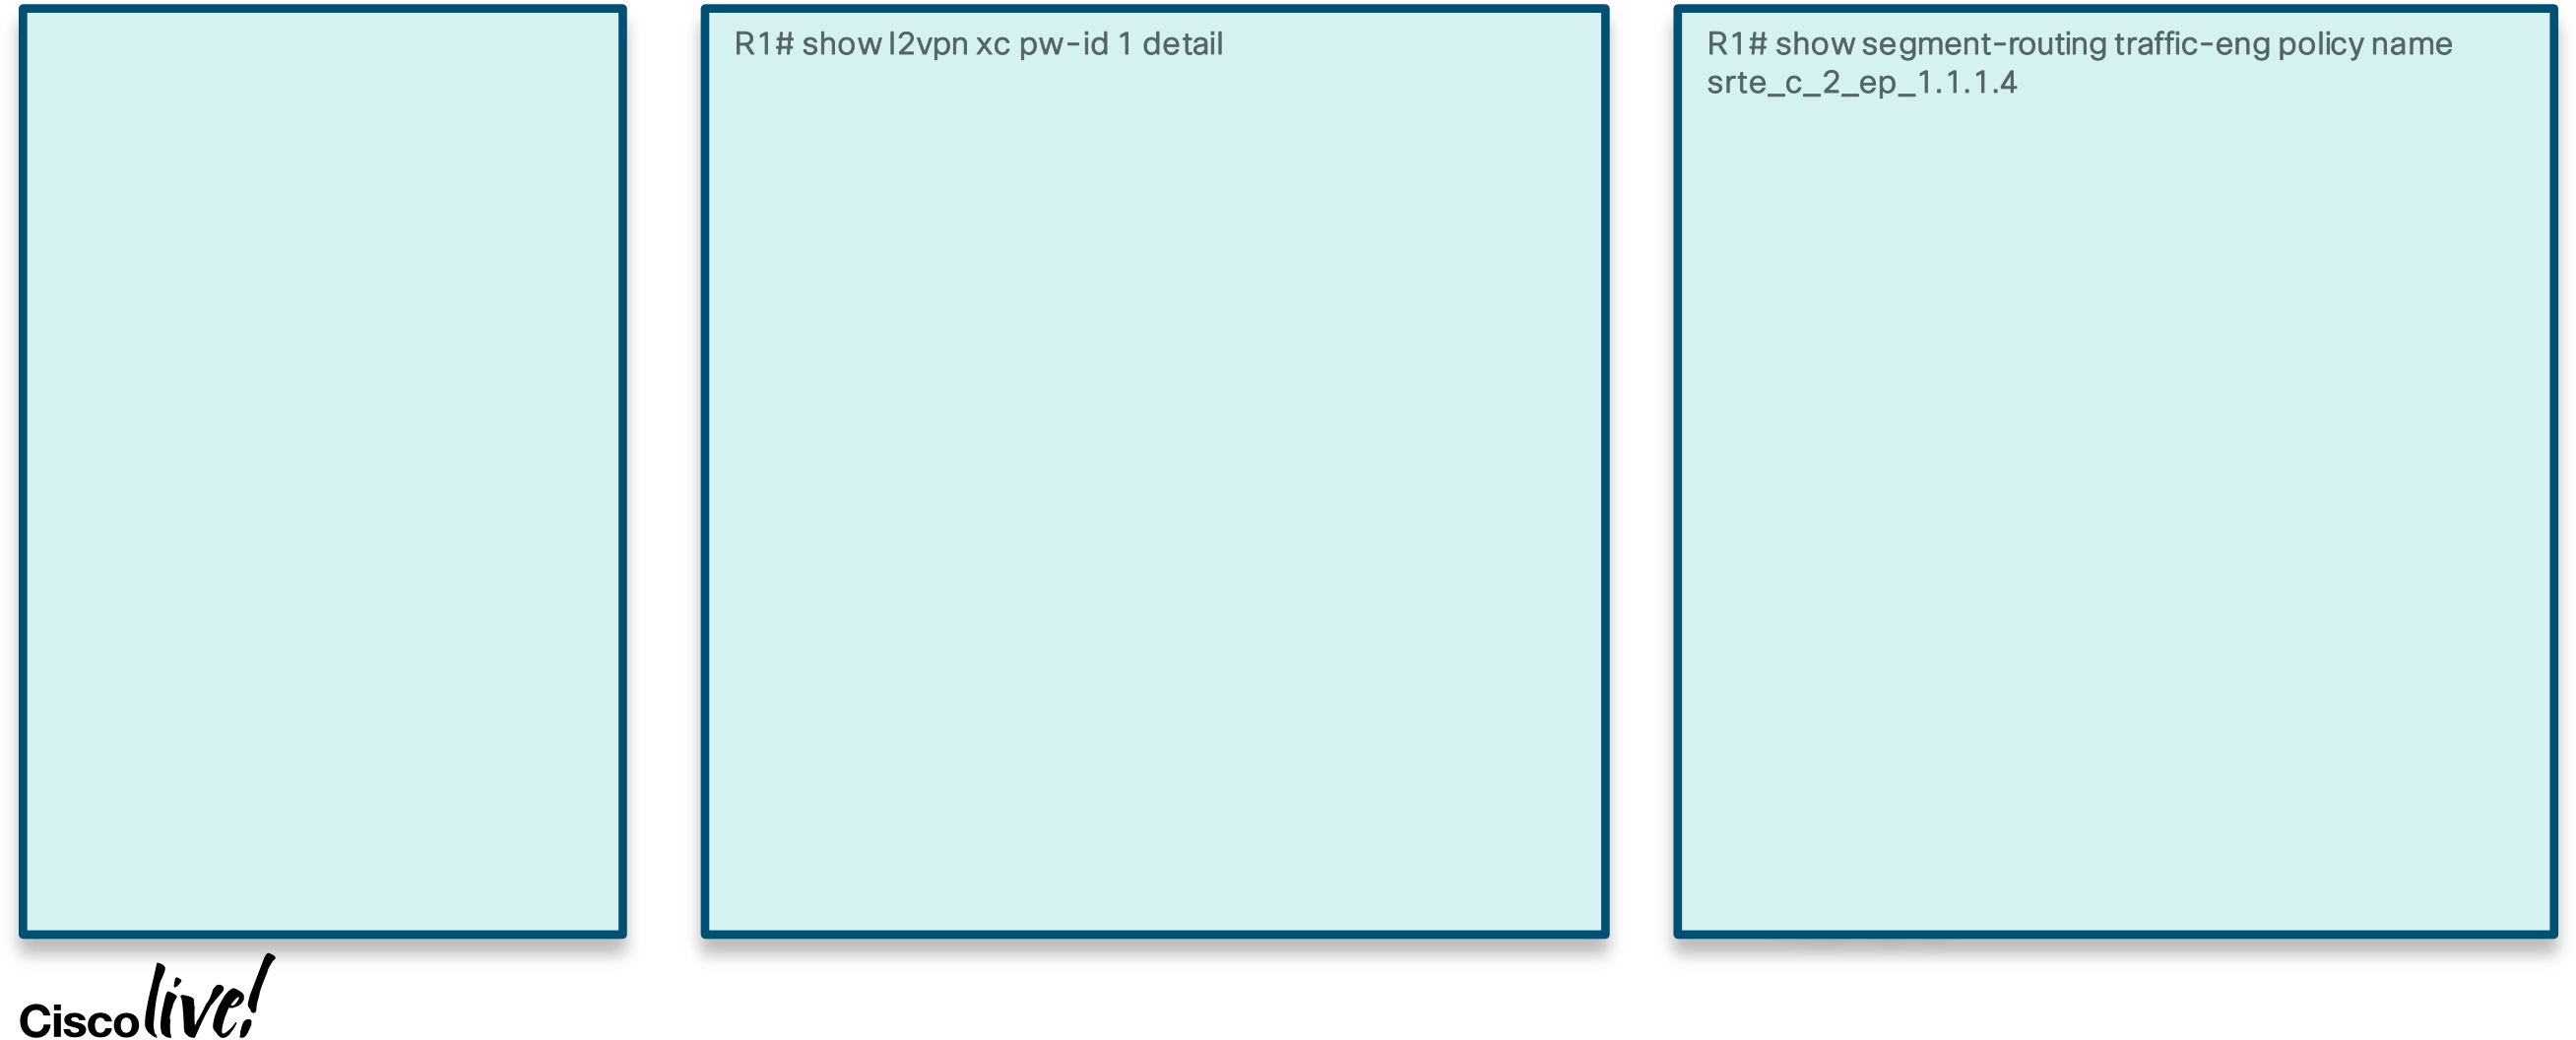 R1# show l2vpn xc pw-id 1 detail
R1# show segment-routing traffic-eng policy name
srte_c_2_ep_1.1.1.4
Cisco live!